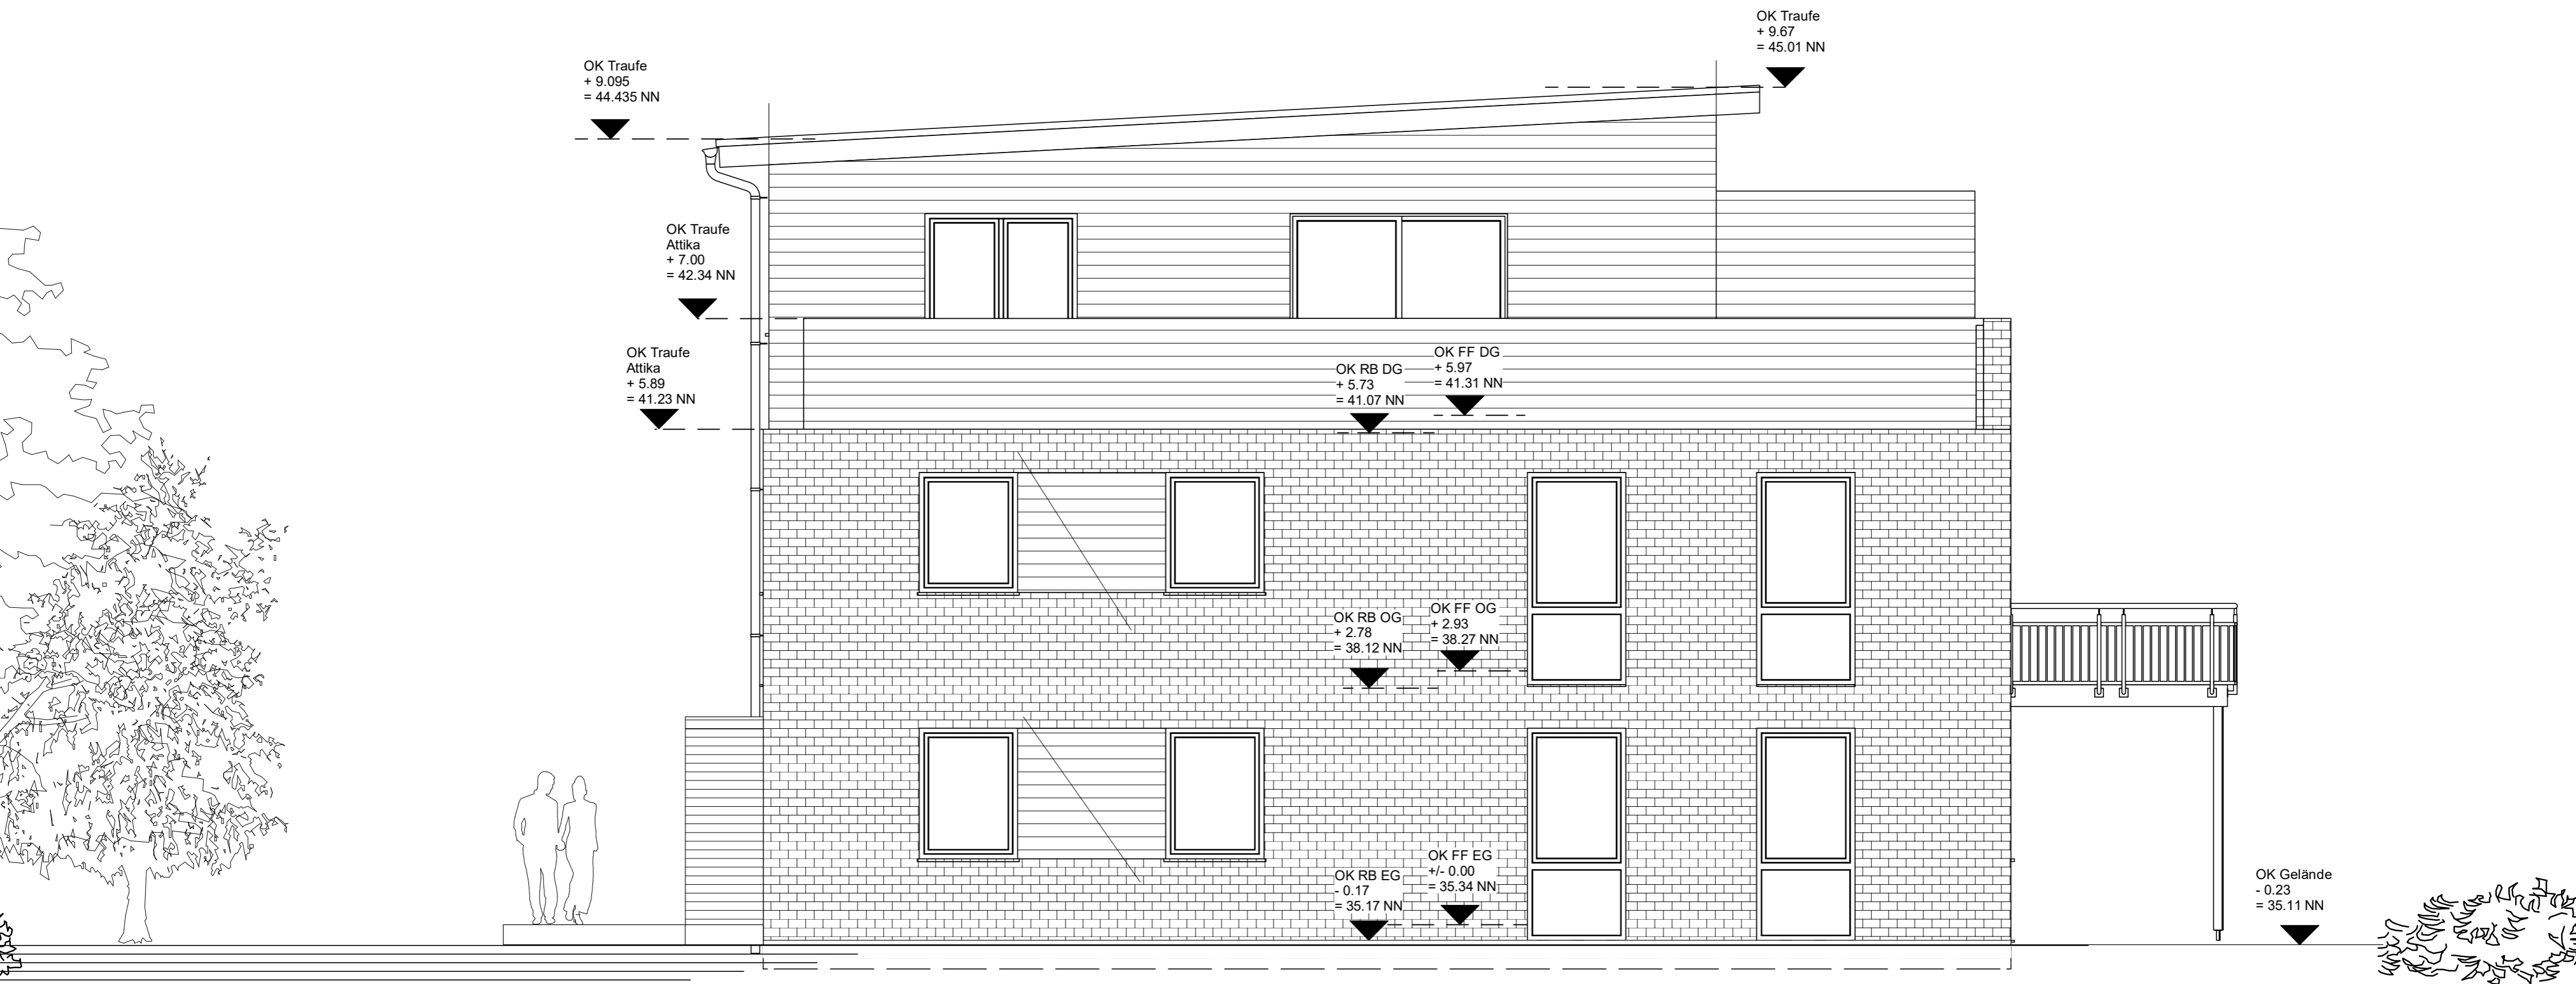 OK Traufe
+ 9.67
= 45.01 NN
OK Traufe
+ 9.095
= 44.435 NN
OK Traufe
Attika
+ 7.00
= 42.34 NN
OK Traufe
Attika
+ 5.89
= 41.23 NN
OK RB DG
+ 5.73
= 41.07 NN
OK FF DG
+ 5.97
= 41.31 NN
OK RB OG
+ 2.78
= 38.12 NN
OK FF OG
+ 2.93
= 38.27 NN
OK RB EG
- 0.17
= 35.17 NN
OK FF EG
+/- 0.00
= 35.34 NN
OK Gelände
- 0.23
= 35.11 NN